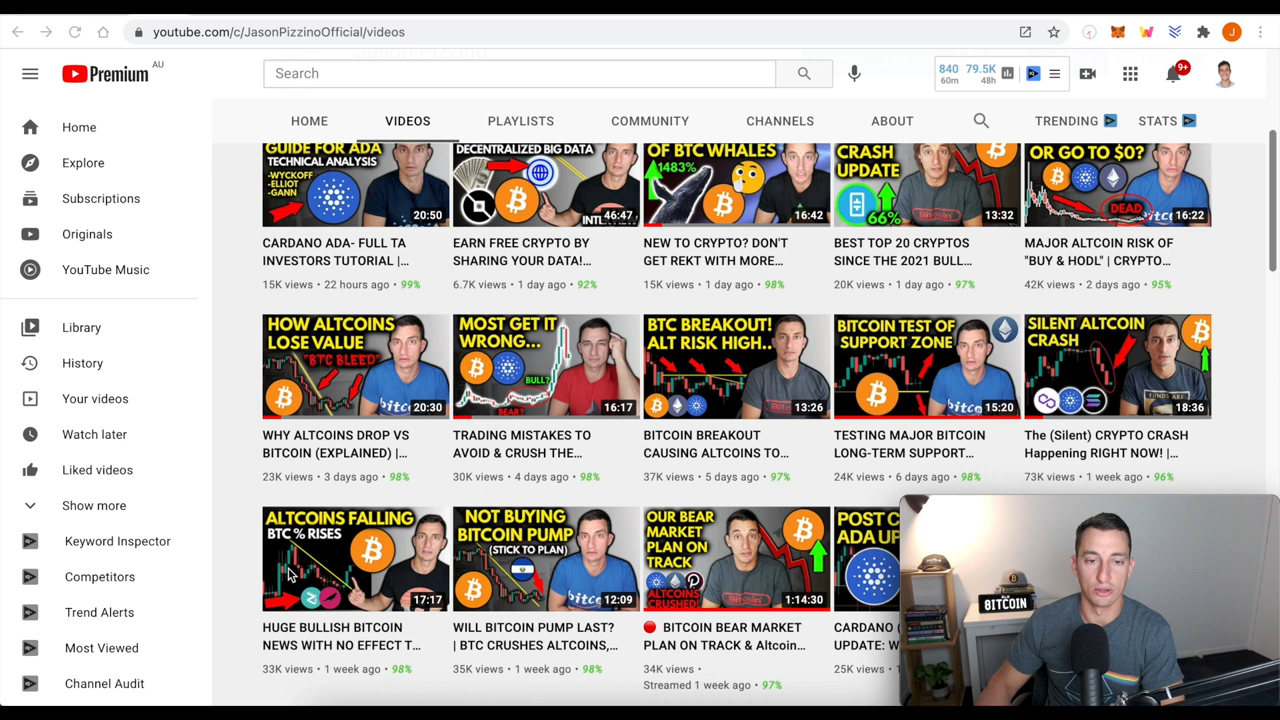 youtube.com/c/JasonPizzinoOfficial/videos
J
Premium AU
Search
840 79.5K
60m 48h
9+
HOME VIDEOS PLAYLISTS COMMUNITY CHANNELS ABOUT TRENDING STATS
Home
Explore
Subscriptions
Originals
YouTube Music
Library
History
Your videos
Watch later
Liked videos
Show more
Keyword Inspector
Competitors
Trend Alerts
Most Viewed
Channel Audit
GUIDE FOR ADA
TECHNICAL ANALYSIS
-WYCKOFF
-ELLIOT
-GANN
20:50
CARDANO ADA- FULL TA
INVESTORS TUTORIAL |...
15K views • 22 hours ago • 99%
DECENTRALIZED BIG DATA
46:47
EARN FREE CRYPTO BY
SHARING YOUR DATA!...
6.7K views • 1 day ago • 92%
OF BTC WHALES
1483%
16:42
NEW TO CRYPTO? DON'T
GET REKT WITH MORE...
15K views • 1 day ago • 98%
CRASH
UPDATE
66%
13:32
BEST TOP 20 CRYPTOS
SINCE THE 2021 BULL...
20K views • 1 day ago • 97%
OR GO TO $0?
DEAD
16:22
MAJOR ALTCOIN RISK OF
"BUY & HODL" | CRYPTO...
42K views • 2 days ago • 95%
HOW ALTCOINS
LOSE VALUE
"BTC BLEED"
20:30
WHY ALTCOINS DROP VS
BITCOIN (EXPLAINED) |...
23K views • 3 days ago • 98%
MOST GET IT
WRONG...
BULL?
BEAR?
16:17
TRADING MISTAKES TO
AVOID & CRUSH THE...
30K views • 4 days ago • 98%
BTC BREAKOUT!
ALT RISK HIGH..
13:26
BITCOIN BREAKOUT
CAUSING ALTCOINS TO...
37K views • 5 days ago • 97%
BITCOIN TEST OF
SUPPORT ZONE
15:20
TESTING MAJOR BITCOIN
LONG-TERM SUPPORT...
24K views • 6 days ago • 98%
SILENT ALTCOIN
CRASH
18:36
The (Silent) CRYPTO CRASH
Happening RIGHT NOW! |...
73K views • 1 week ago • 96%
ALTCOINS FALLING
BTC % RISES
17:17
HUGE BULLISH BITCOIN
NEWS WITH NO EFFECT T...
33K views • 1 week ago • 98%
NOT BUYING
BITCOIN PUMP
(STICK TO PLAN)
12:09
WILL BITCOIN PUMP LAST?
| BTC CRUSHES ALTCOINS,...
35K views • 1 week ago • 98%
OUR BEAR
MARKET
PLAN ON
TRACK
ALTCOINS
CRUSHED!
1:14:30
BITCOIN BEAR MARKET
PLAN ON TRACK & Altcoin...
34K views •
Streamed 1 week ago • 97%
POST C
ADA UP
CARDANO
UPDATE: W
25K views •
8ITCOIN